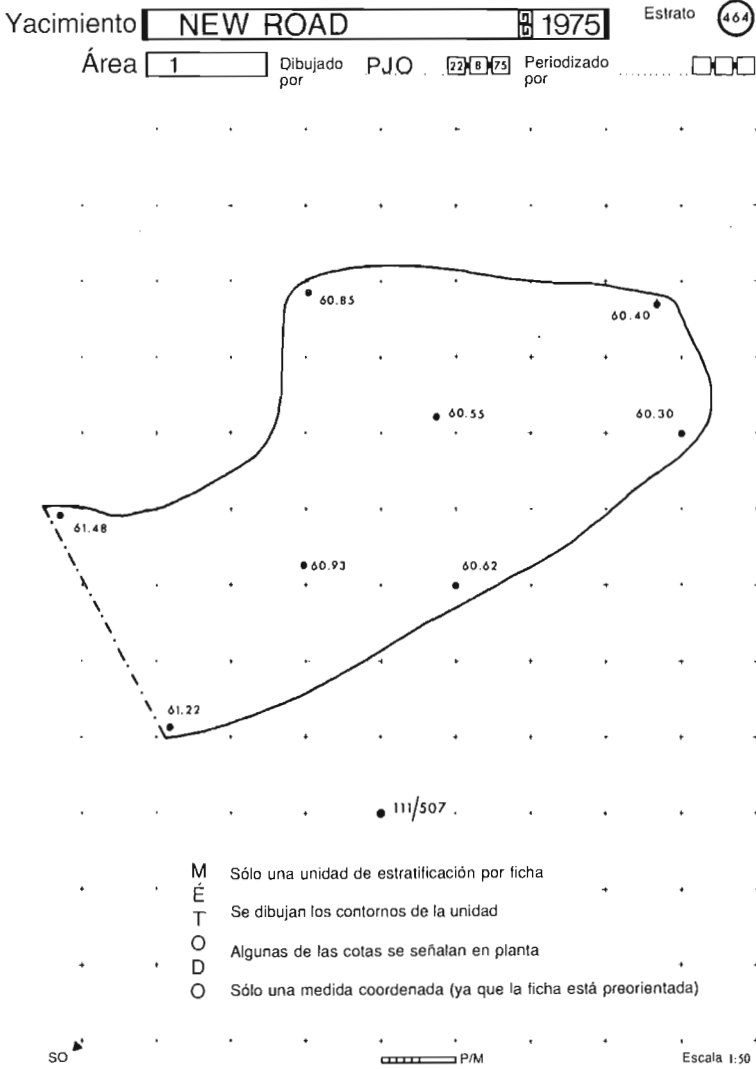 Yacimiento NEW ROAD 1975 Estrato 464
Área 1 Dibujado por PJO 22 8 75 Periodizado por
60.85
60.40
60.55
60.30
61.48
60.93
60.62
61.22
111/507
MÉTODO
Sólo una unidad de estratificación por ficha
Se dibujan los contornos de la unidad
Algunas de las cotas se señalan en planta
Sólo una medida coordenada (ya que la ficha está preorientada)
SO P/M Escala 1:50